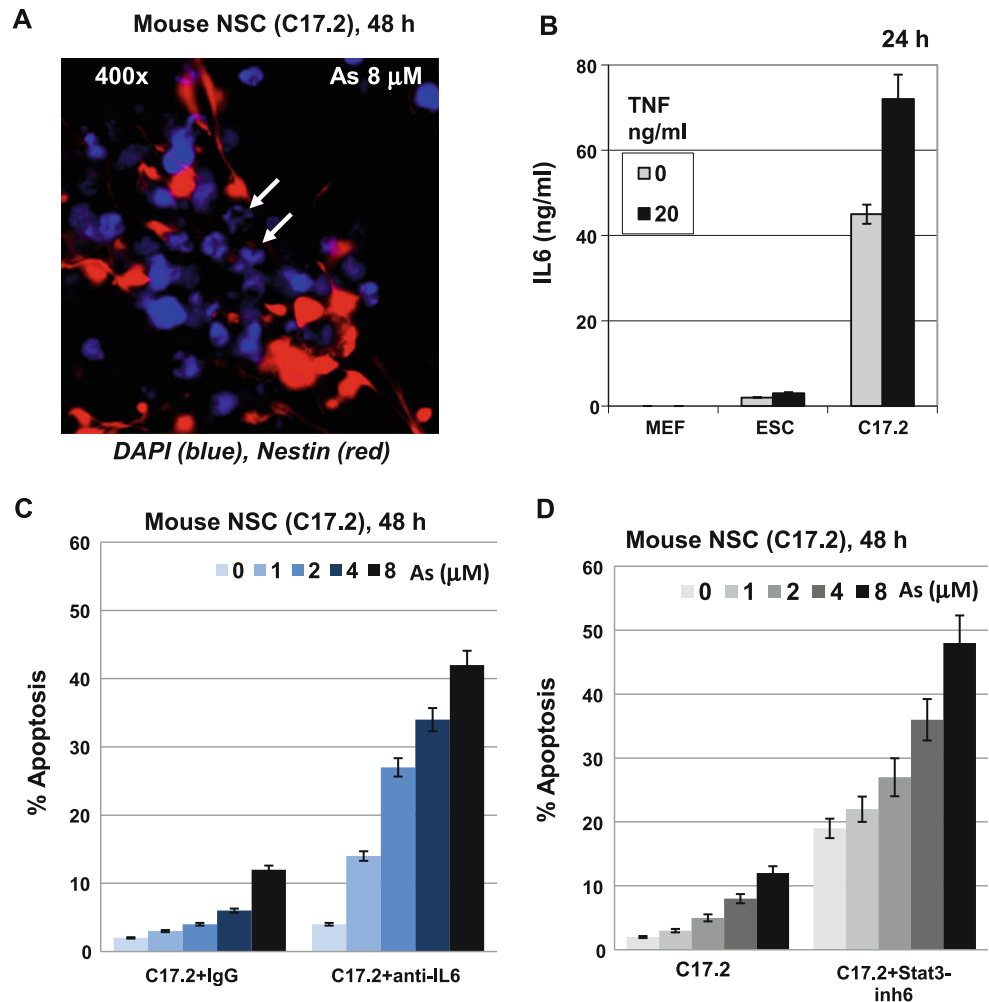 A
Mouse NSC (C17.2), 48 h
400x
As 8 μM
DAPI (blue), Nestin (red)
B
24 h
80
60
40
20
0
IL6 (ng/ml)
TNF
ng/ml
0
20
MEF
ESC
C17.2
C
Mouse NSC (C17.2), 48 h
60
50
40
30
20
10
0
% Apoptosis
0 1 2 4 8 As (μM)
C17.2+IgG
C17.2+anti-IL6
D
Mouse NSC (C17.2), 48 h
60
50
40
30
20
10
0
% Apoptosis
0 1 2 4 8 As (μM)
C17.2
C17.2+Stat3-
inh6